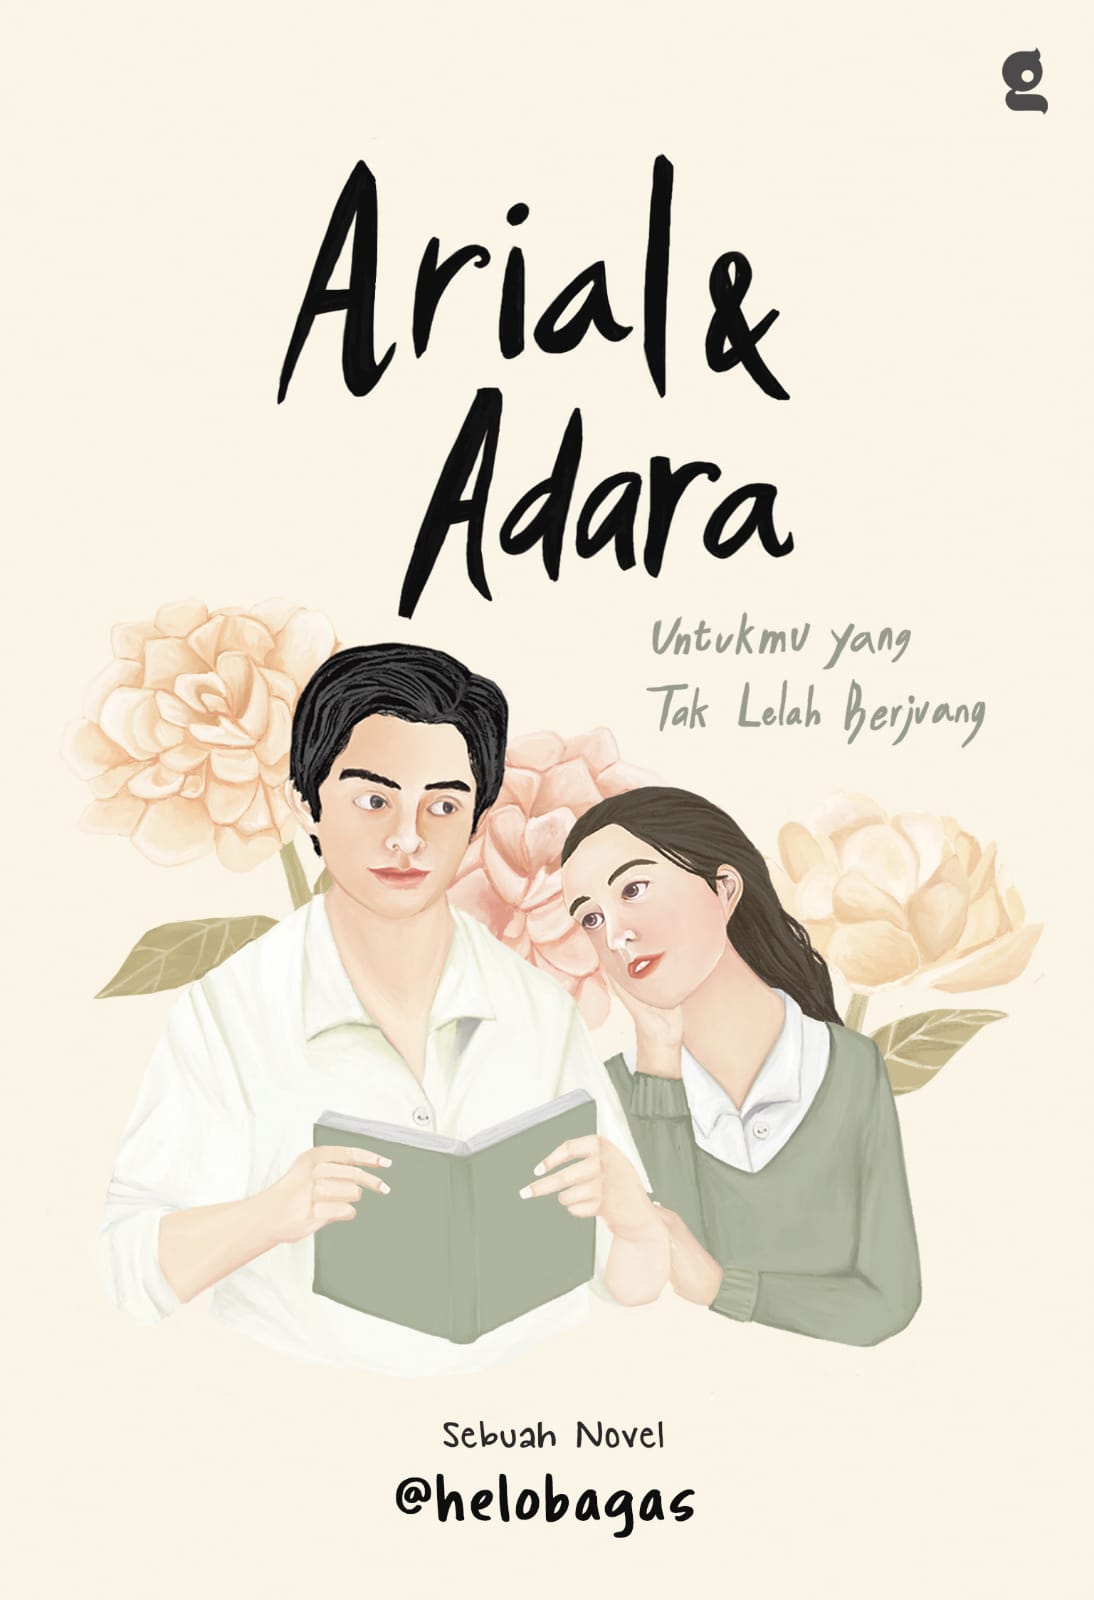 g
Arial &
Adara
Untukmu yang
Tak Lelah Berjuang
Sebuah Novel
@helobagas